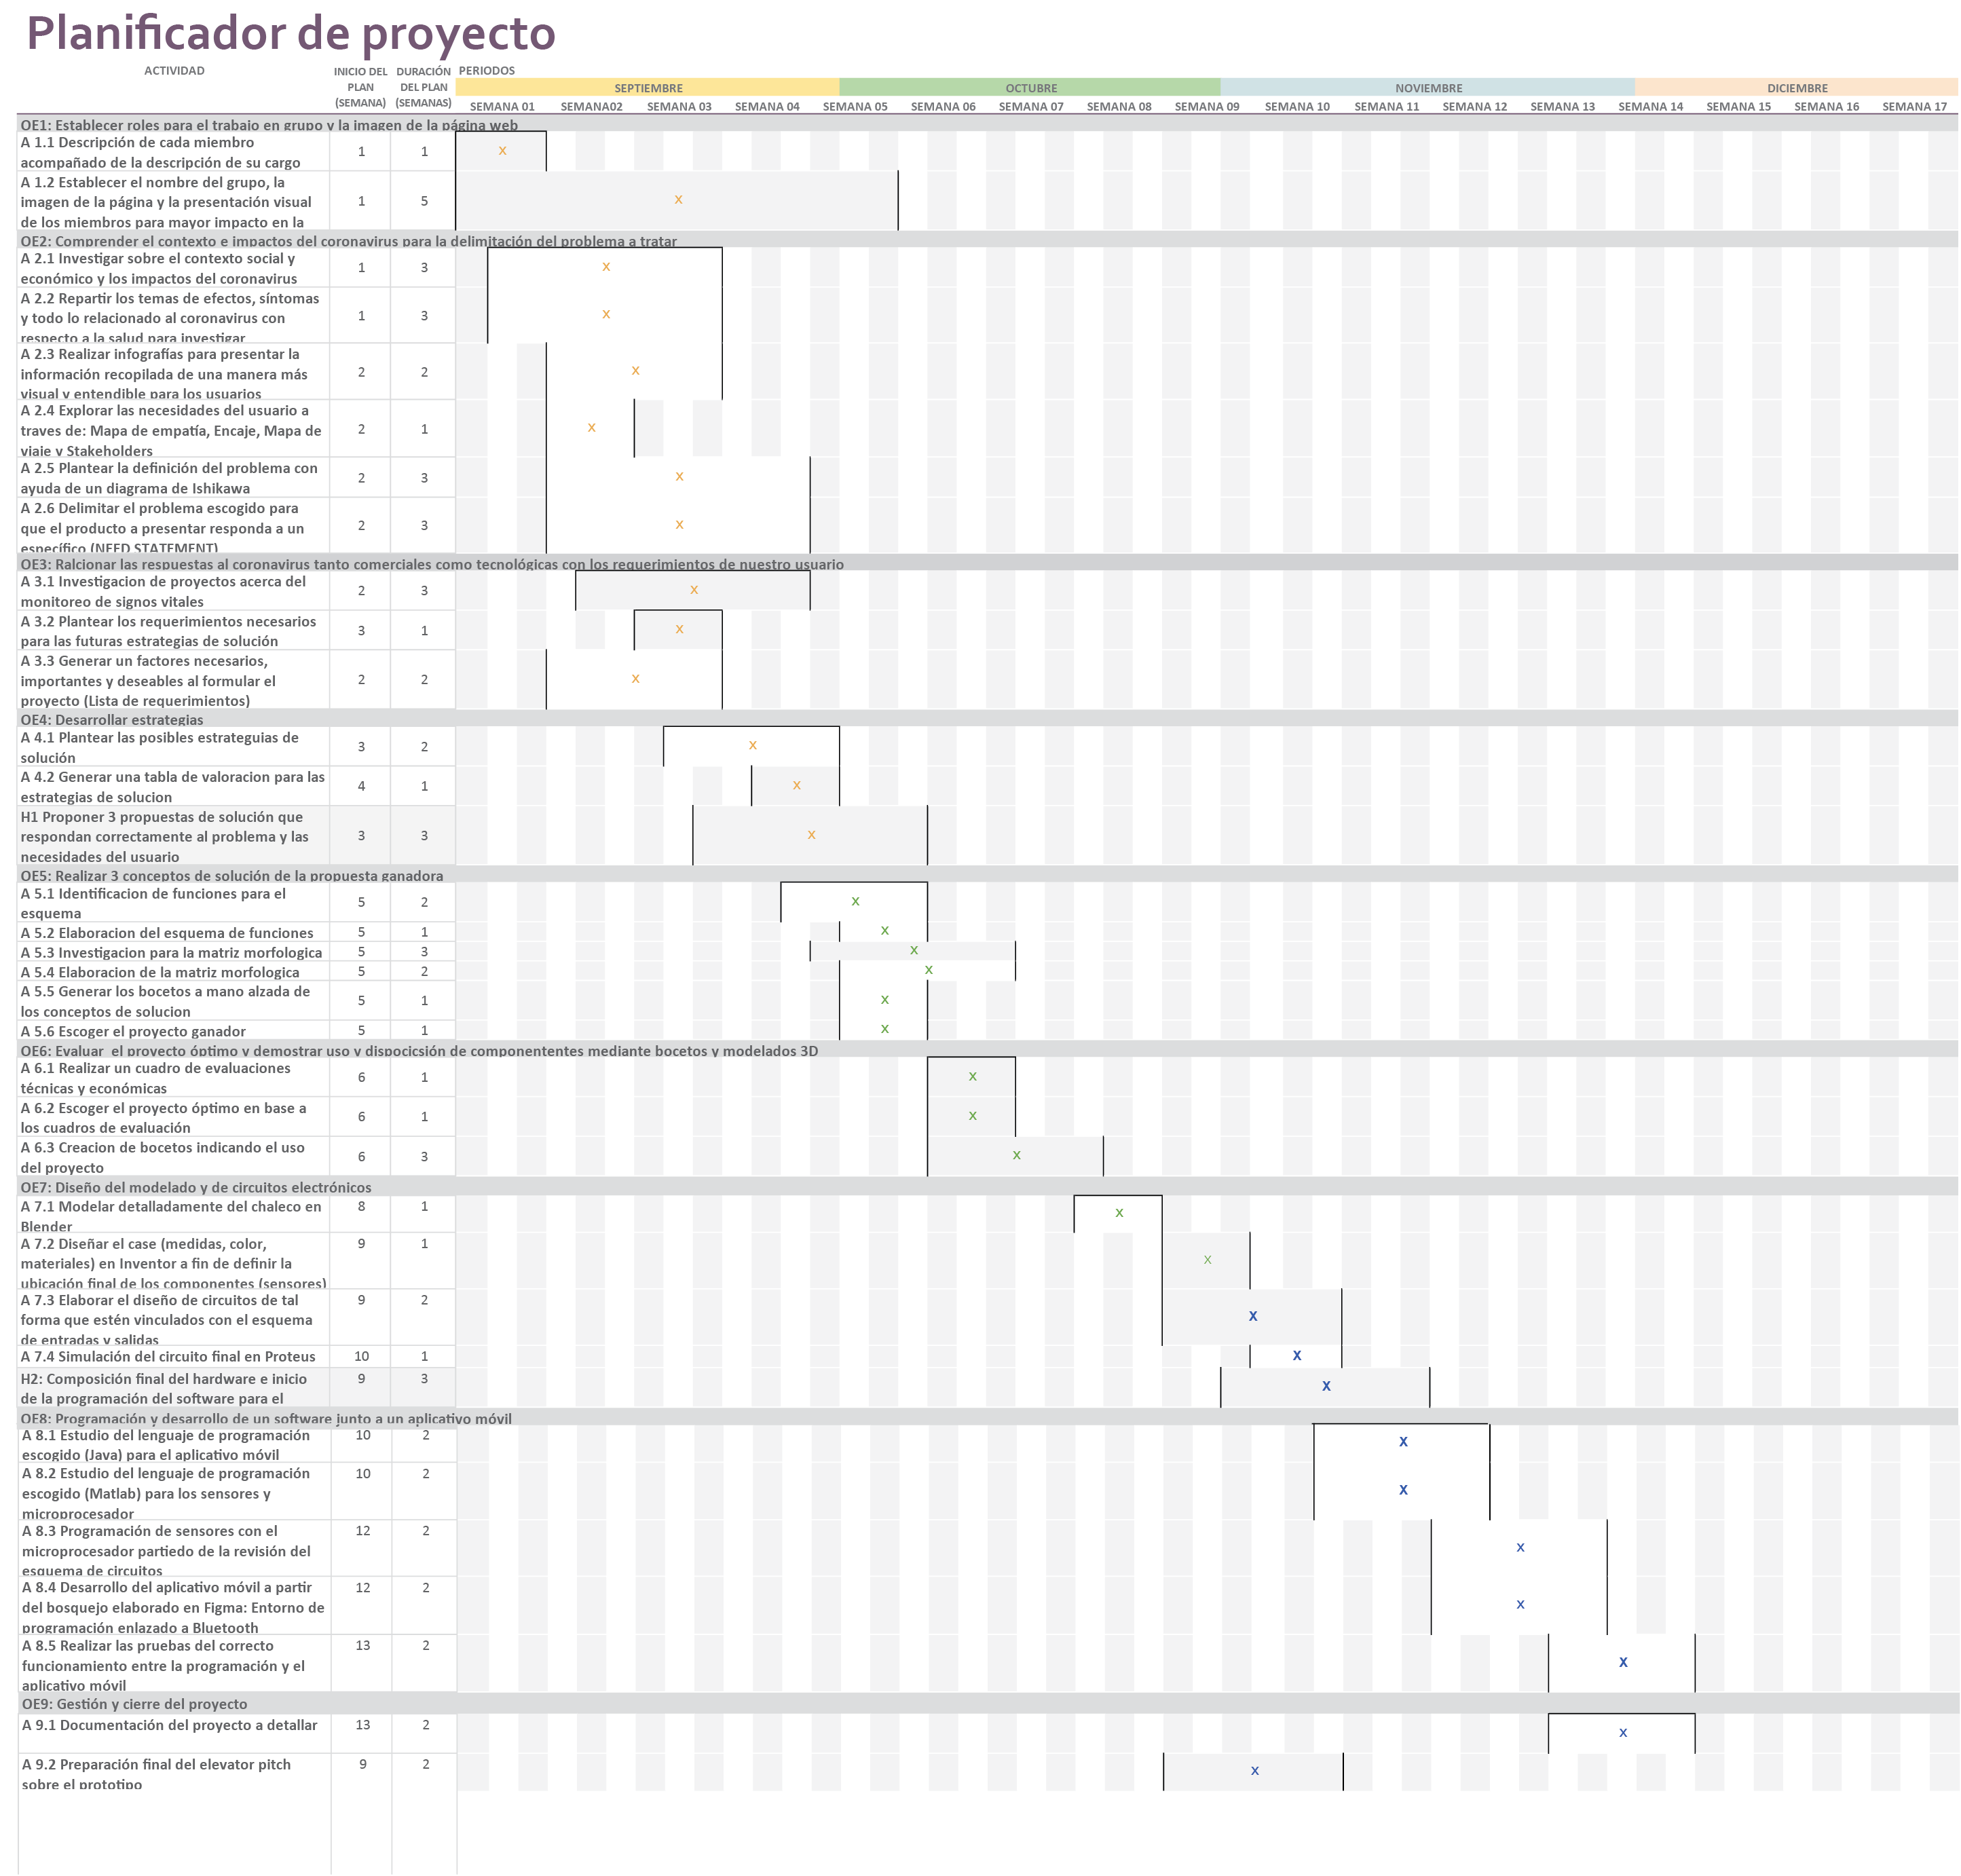 Planificador de proyecto
ACTIVIDAD
INICIO DEL
PLAN
(SEMANA)
DURACIÓN
DEL PLAN
(SEMANAS)
PERIODOS
SEPTIEMBRE OCTUBRE NOVIEMBRE DICIEMBRE
SEMANA 01 SEMANA02 SEMANA 03 SEMANA 04 SEMANA 05 SEMANA 06 SEMANA 07 SEMANA 08 SEMANA 09 SEMANA 10 SEMANA 11 SEMANA 12 SEMANA 13 SEMANA 14 SEMANA 15 SEMANA 16 SEMANA 17
OE1: Establecer roles para el trabajo en grupo y la imagen de la página web
A 1.1 Descripción de cada miembro
acompañado de la descripción de su cargo
1 1 X
A 1.2 Establecer el nombre del grupo, la
imagen de la página y la presentación visual
de los miembros para mayor impacto en la
1 5 X
OE2: Comprender el contexto e impactos del coronavirus para la delimitación del problema a tratar
A 2.1 Investigar sobre el contexto social y
económico y los impactos del coronavirus
1 3 X
A 2.2 Repartir los temas de efectos, síntomas
y todo lo relacionado al coronavirus con
respecto a la salud para investigar
1 3 X
A 2.3 Realizar infografías para presentar la
información recopilada de una manera más
visual y entendible para los usuarios
2 2 X
A 2.4 Explorar las necesidades del usuario a
traves de: Mapa de empatía, Encaje, Mapa de
viaje y Stakeholders
2 1 X
A 2.5 Plantear la definición del problema con
ayuda de un diagrama de Ishikawa
2 3 X
A 2.6 Delimitar el problema escogido para
que el producto a presentar responda a un
específico (NEED STATEMENT)
2 3 X
OE3: Ralcionar las respuestas al coronavirus tanto comerciales como tecnológicas con los requerimientos de nuestro usuario
A 3.1 Investigacion de proyectos acerca del
monitoreo de signos vitales
2 3 X
A 3.2 Plantear los requerimientos necesarios
para las futuras estrategias de solución
3 1 X
A 3.3 Generar un factores necesarios,
importantes y deseables al formular el
proyecto (Lista de requerimientos)
2 2 X
OE4: Desarrollar estrategias
A 4.1 Plantear las posibles estrateguias de
solución
3 2 X
A 4.2 Generar una tabla de valoracion para las
estrategias de solucion
4 1 X
H1 Proponer 3 propuestas de solución que
respondan correctamente al problema y las
necesidades del usuario
3 3 X
OE5: Realizar 3 conceptos de solución de la propuesta ganadora
A 5.1 Identificacion de funciones para el
esquema
5 2 X
A 5.2 Elaboracion del esquema de funciones 5 1 X
A 5.3 Investigacion para la matriz morfologica 5 3 X
A 5.4 Elaboracion de la matriz morfologica 5 2 X
A 5.5 Generar los bocetos a mano alzada de
los conceptos de solucion
5 1 X
A 5.6 Escoger el proyecto ganador 5 1 X
OE6: Evaluar  el proyecto óptimo y demostrar uso y dispocicsión de componententes mediante bocetos y modelados 3D
A 6.1 Realizar un cuadro de evaluaciones
técnicas y económicas
6 1 X
A 6.2 Escoger el proyecto óptimo en base a
los cuadros de evaluación
6 1 X
A 6.3 Creacion de bocetos indicando el uso
del proyecto
6 3 X
OE7: Diseño del modelado y de circuitos electrónicos
A 7.1 Modelar detalladamente del chaleco en
Blender
8 1 X
A 7.2 Diseñar el case (medidas, color,
materiales) en Inventor a fin de definir la
ubicación final de los componentes (sensores)
9 1 X
A 7.3 Elaborar el diseño de circuitos de tal
forma que estén vinculados con el esquema
de entradas y salidas
9 2 X
A 7.4 Simulación del circuito final en Proteus 10 1 X
H2: Composición final del hardware e inicio
de la programación del software para el
9 3 X
OE8: Programación y desarrollo de un software junto a un aplicativo móvil
A 8.1 Estudio del lenguaje de programación
escogido (Java) para el aplicativo móvil
10 2 X
A 8.2 Estudio del lenguaje de programación
escogido (Matlab) para los sensores y
microprocesador
10 2 X
A 8.3 Programación de sensores con el
microprocesador partiedo de la revisión del
esquema de circuitos
12 2 X
A 8.4 Desarrollo del aplicativo móvil a partir
del bosquejo elaborado en Figma: Entorno de
programación enlazado a Bluetooth
12 2 X
A 8.5 Realizar las pruebas del correcto
funcionamiento entre la programación y el
aplicativo móvil
13 2 X
OE9: Gestión y cierre del proyecto
A 9.1 Documentación del proyecto a detallar 13 2 X
A 9.2 Preparación final del elevator pitch
sobre el prototipo
9 2 X